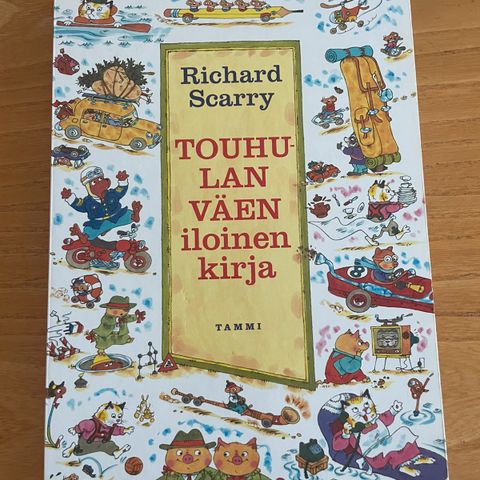 Richard
Scarry
TOUHU-
LAN
VÄEN
iloinen
kirja
TAMMI